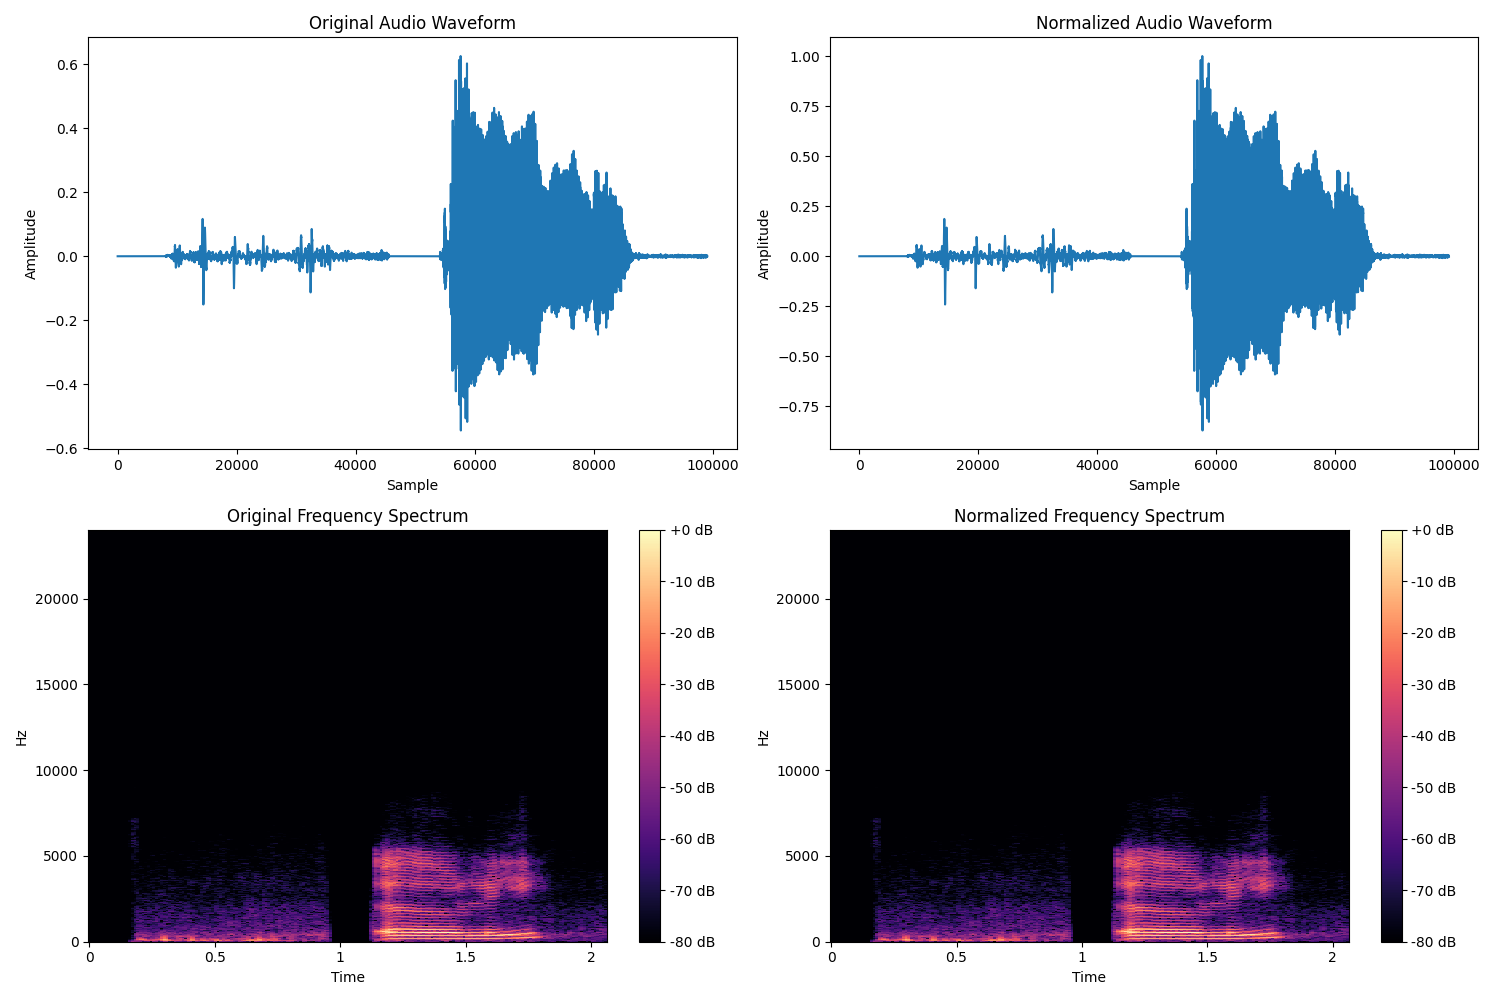 Original Audio Waveform
0.6
0.4
0.2
0.0
−0.2
−0.4
−0.6
Amplitude
0 20000 40000 60000 80000 100000
Sample
Normalized Audio Waveform
1.00
0.75
0.50
0.25
0.00
−0.25
−0.50
−0.75
Amplitude
0 20000 40000 60000 80000 100000
Sample
Original Frequency Spectrum
20000
15000
10000
5000
0
Hz
0 0.5 1 1.5 2
Time
+0 dB
-10 dB
-20 dB
-30 dB
-40 dB
-50 dB
-60 dB
-70 dB
-80 dB
Normalized Frequency Spectrum
20000
15000
10000
5000
0
Hz
0 0.5 1 1.5 2
Time
+0 dB
-10 dB
-20 dB
-30 dB
-40 dB
-50 dB
-60 dB
-70 dB
-80 dB